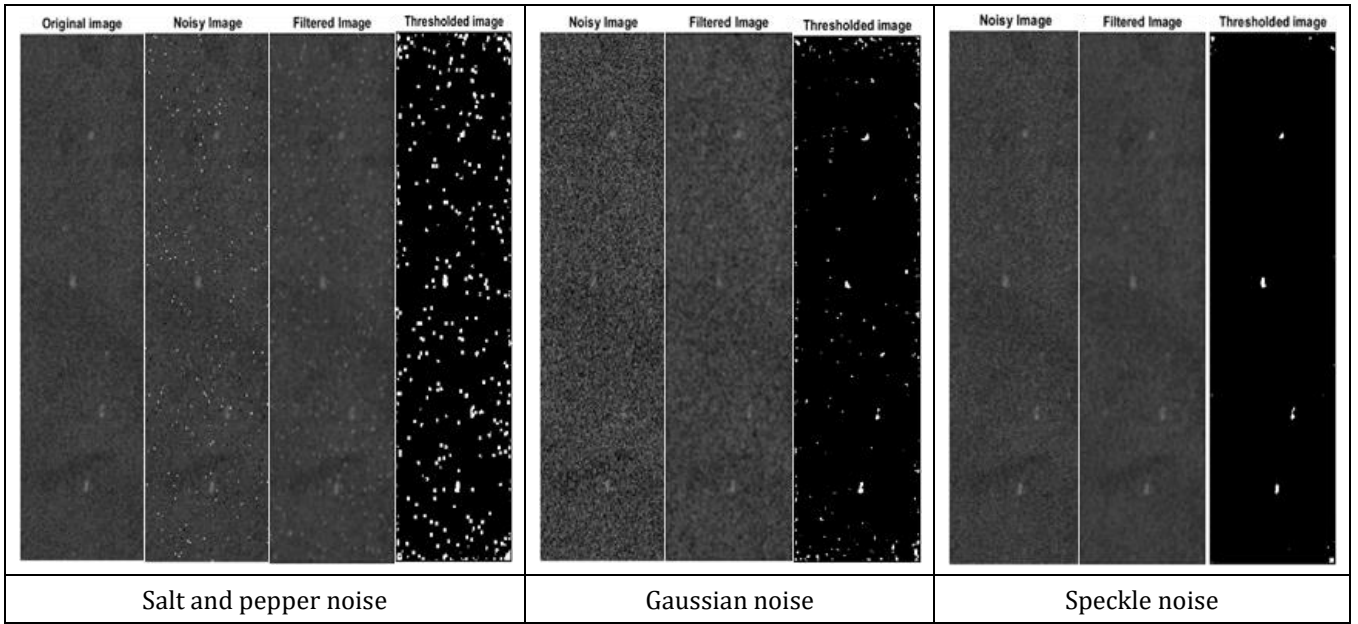 Original image Noisy Image Filtered Image Thresholded image
Noisy Image Filtered Image Thresholded image
Noisy Image Filtered Image Thresholded image
Salt and pepper noise
Gaussian noise
Speckle noise